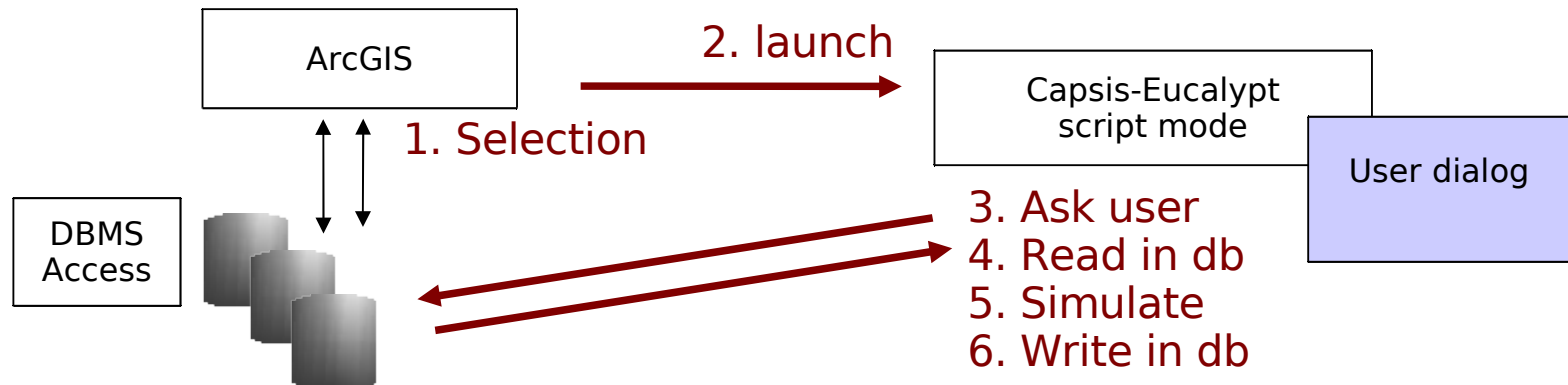 ArcGIS
2. launch
Capsis-Eucalypt
script mode
1. Selection
User dialog
DBMS
Access
3. Ask user
4. Read in db
5. Simulate
6. Write in db